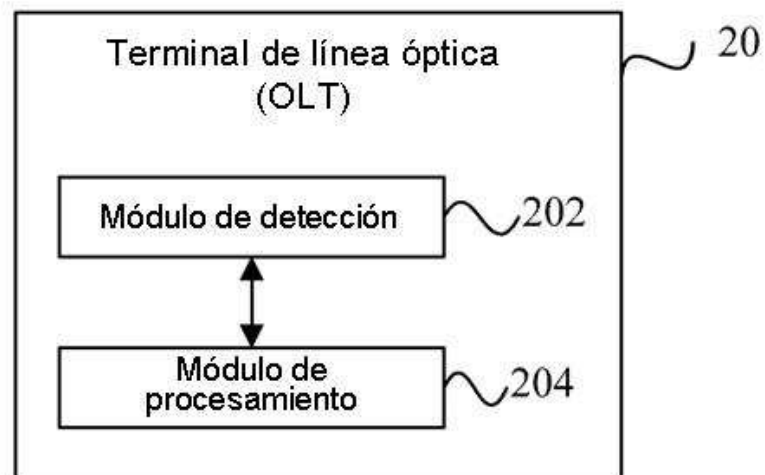 Terminal de línea óptica
(OLT)
20
Módulo de detección
202
Módulo de
procesamiento
204